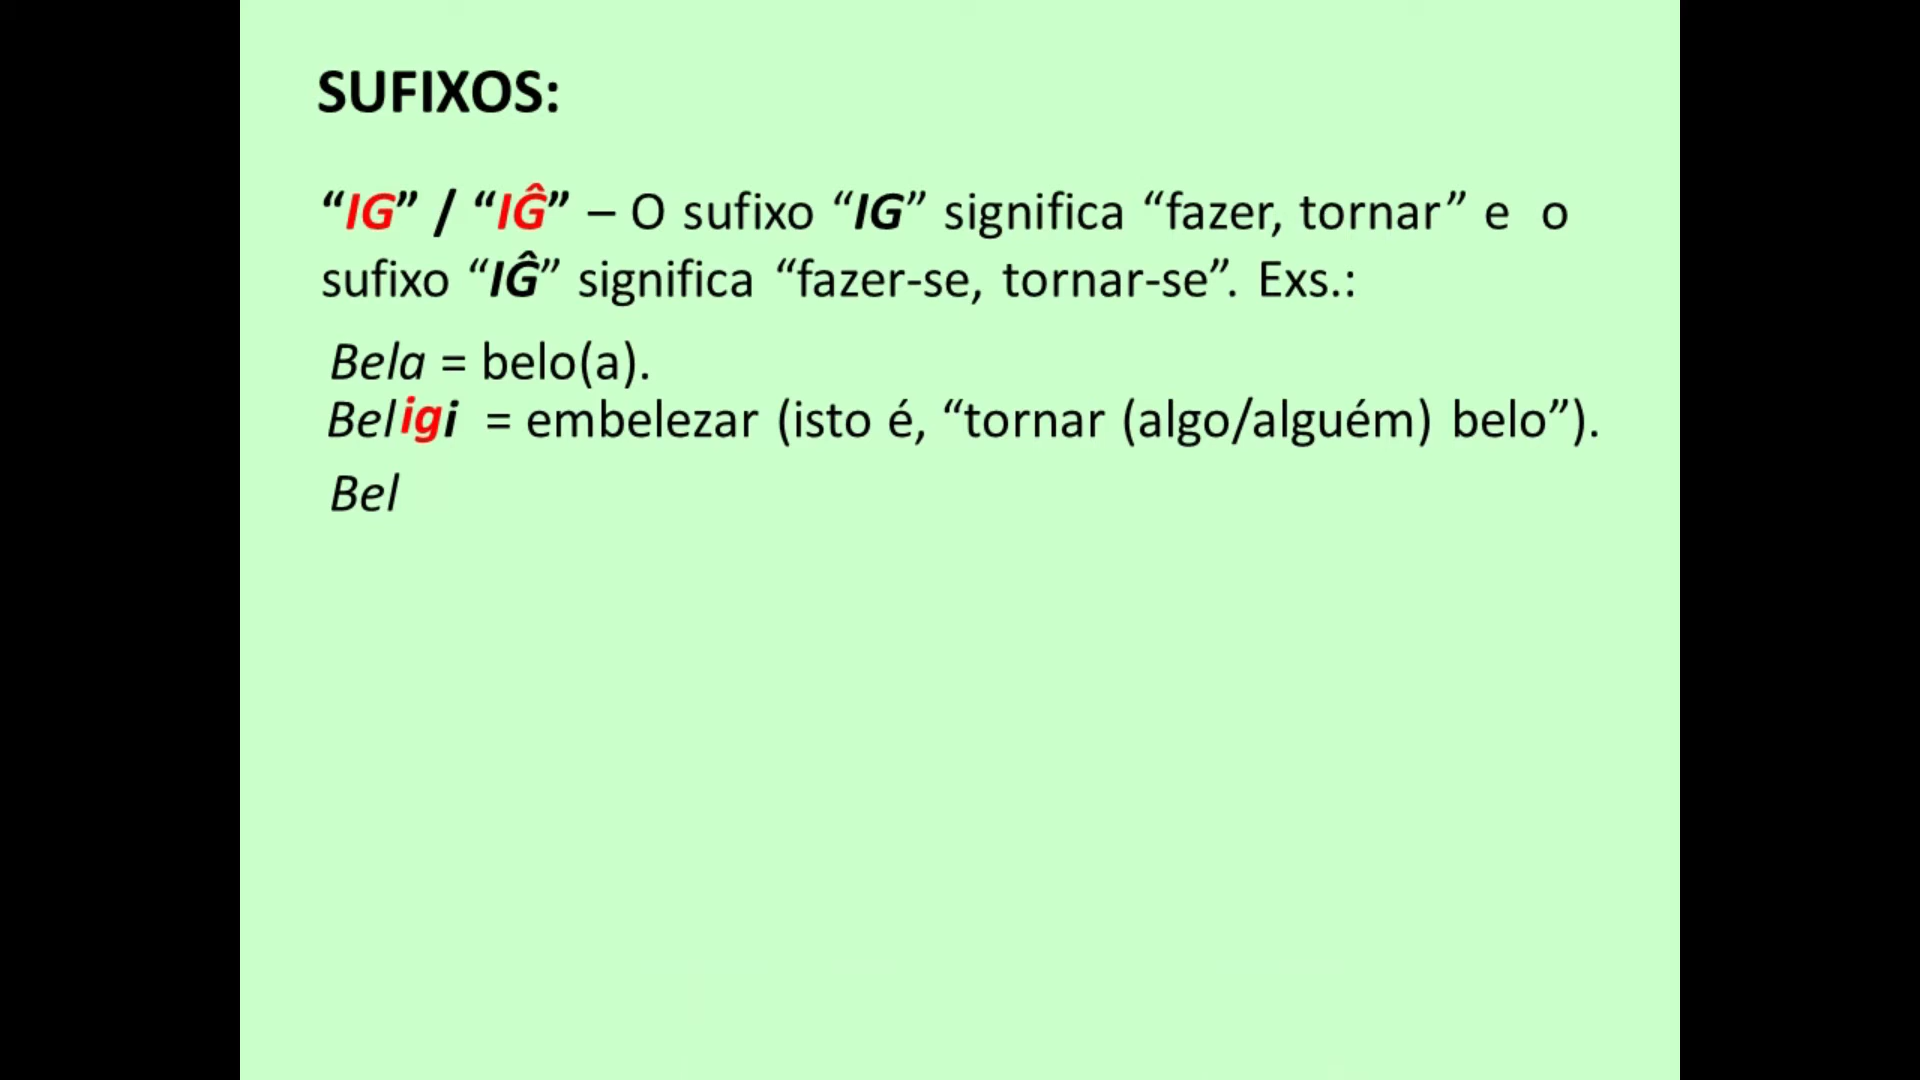 SUFIXOS:
“IG” / “IĜ” – O sufixo “IG” significa “fazer, tornar” e o
sufixo “IĜ” significa “fazer-se, tornar-se”. Exs.:
Bela = belo(a).
Beligi = embelezar (isto é, “tornar (algo/alguém) belo”).
Bel